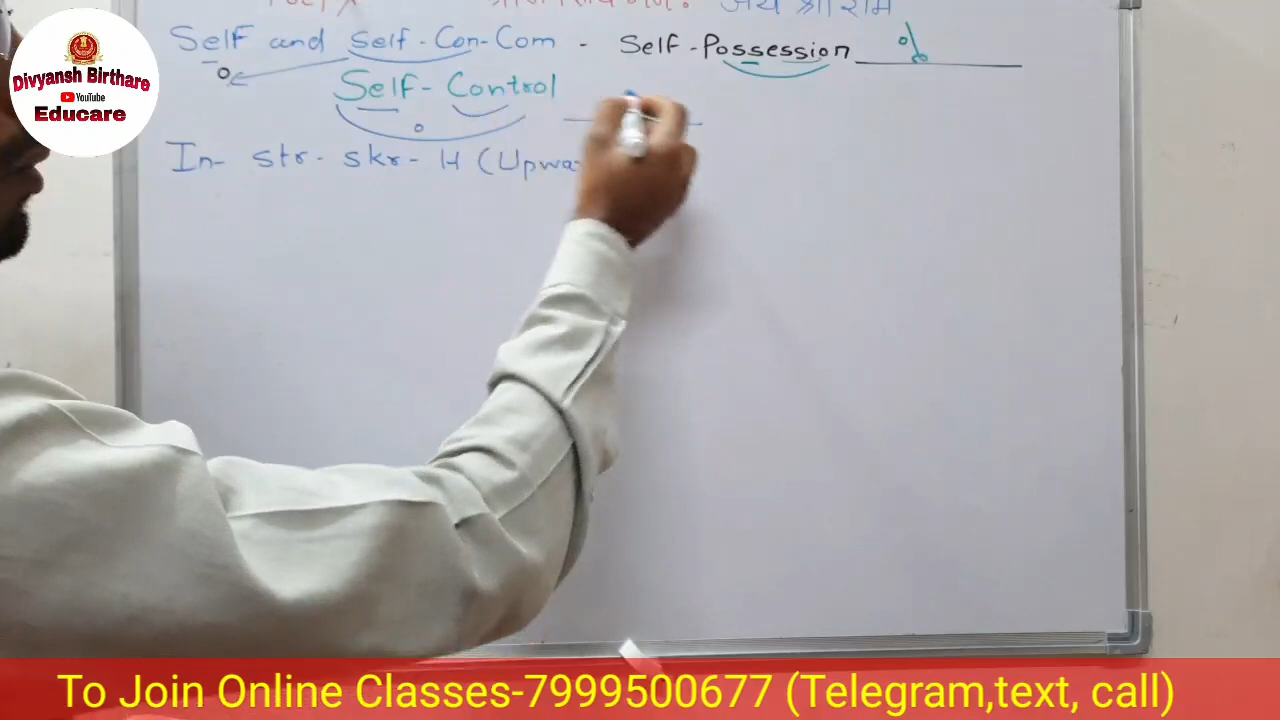 जय श्री राम
Self and Self-Con-Com - Self-Possession
Self-Control
In- str- skr- H (Upwa
Divyansh Birthare
YouTube
Educare
To Join Online Classes-7999500677 (Telegram,text, call)